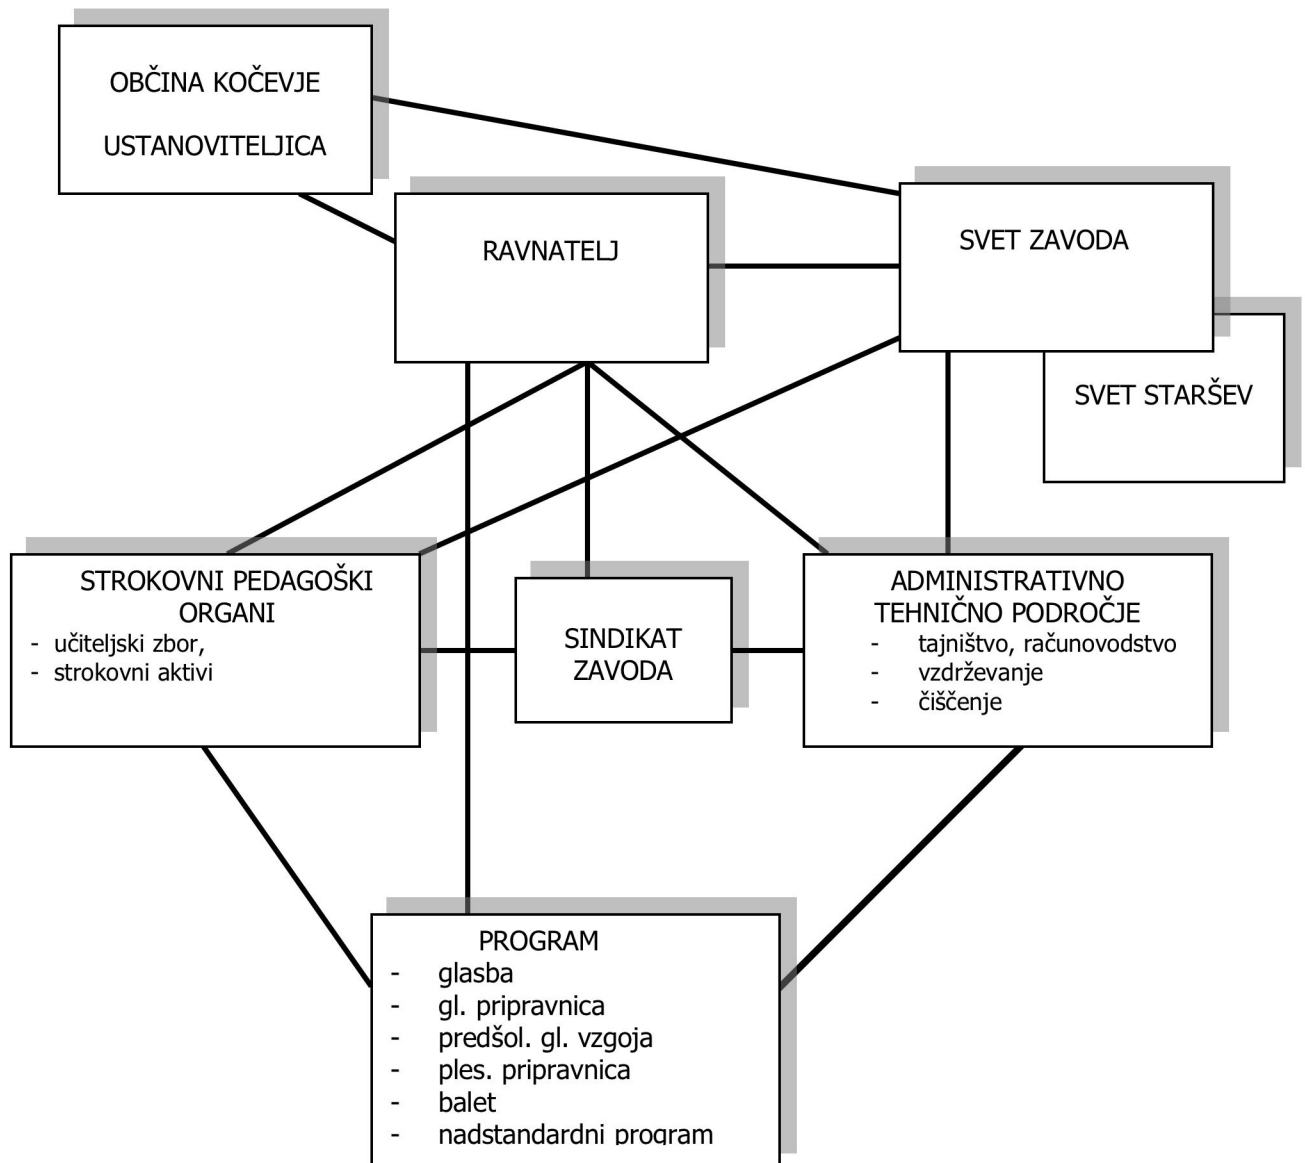 OBČINA KOČEVJE
USTANOVITELJICA
RAVNATELJ
SVET ZAVODA
SVET STARŠEV
STROKOVNI PEDAGOŠKI
ORGANI
- učiteljski zbor,
- strokovni aktivi
SINDIKAT
ZAVODA
ADMINISTRATIVNO
TEHNIČNO PODROČJE
- tajništvo, računovodstvo
- vzdrževanje
- čiščenje
PROGRAM
- glasba
- gl. pripravnica
- predšol. gl. vzgoja
- ples. pripravnica
- balet
- nadstandardni program